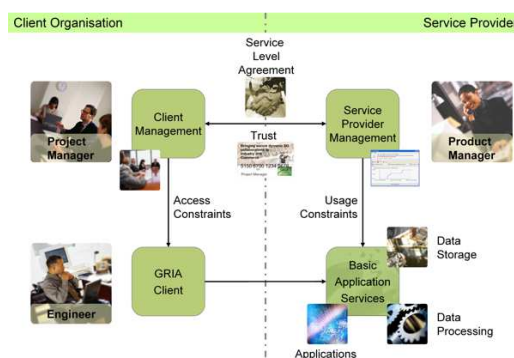 Client Organisation
Service Provide
Service
Level
Agreement
Client
Management
Service
Provider
Management
Project
Manager
Trust
Product
Manager
Access
Constraints
Usage
Constraints
GRIA
Client
Basic
Application
Services
Data
Storage
Engineer
Applications
Data
Processing